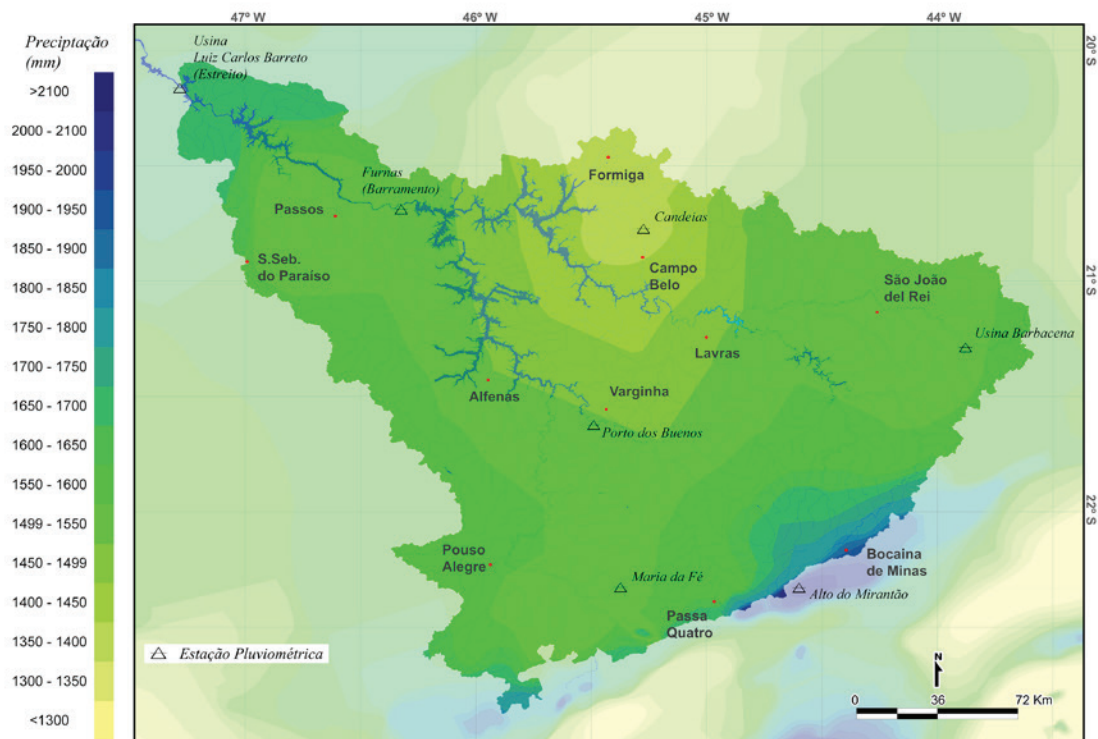 47° W
46° W
45° W
44° W
Preciptação
(mm)
>2100
2000 - 2100
1950 - 2000
1900 - 1950
1850 - 1900
1800 - 1850
1750 - 1800
1700 - 1750
1650 - 1700
1600 - 1650
1550 - 1600
1499 - 1550
1450 - 1499
1400 - 1450
1350 - 1400
1300 - 1350
<1300
Usina
Luiz Carlos Barreto
(Estreito)
20° S
Formiga
Furnas
(Barramento)
Passos
Candeias
S.Seb.
do Paraíso
Campo
Belo
São João
del Rei
21° S
Usina Barbacena
Lavras
Alfenas
Varginha
Porto dos Buenos
22° S
Pouso
Alegre
Bocaina
de Minas
Maria da Fé
Alto do Mirantão
Passa
Quatro
Estação Pluviométrica
N
0 36 72 Km